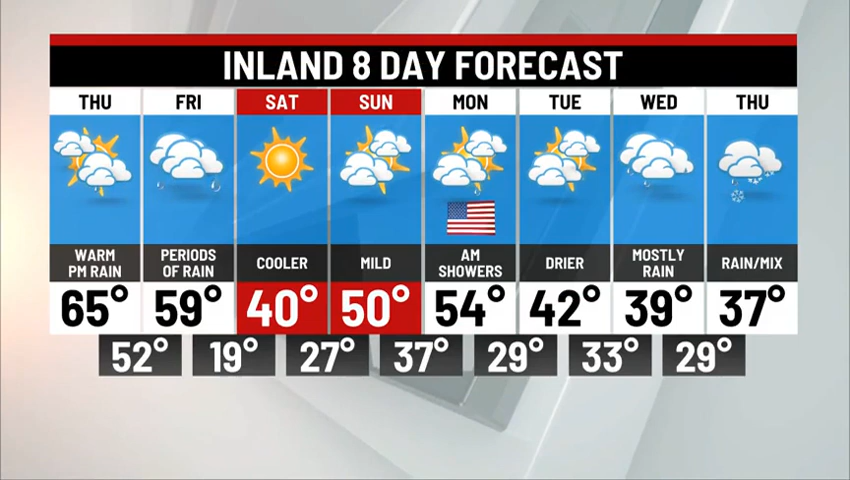 INLAND 8 DAY FORECAST
THU FRI SAT SUN MON TUE WED THU
WARM PM RAIN PERIODS OF RAIN COOLER MILD AM SHOWERS DRIER MOSTLY RAIN RAIN/MIX
65° 59° 40° 50° 54° 42° 39° 37°
52° 19° 27° 37° 29° 33° 29°